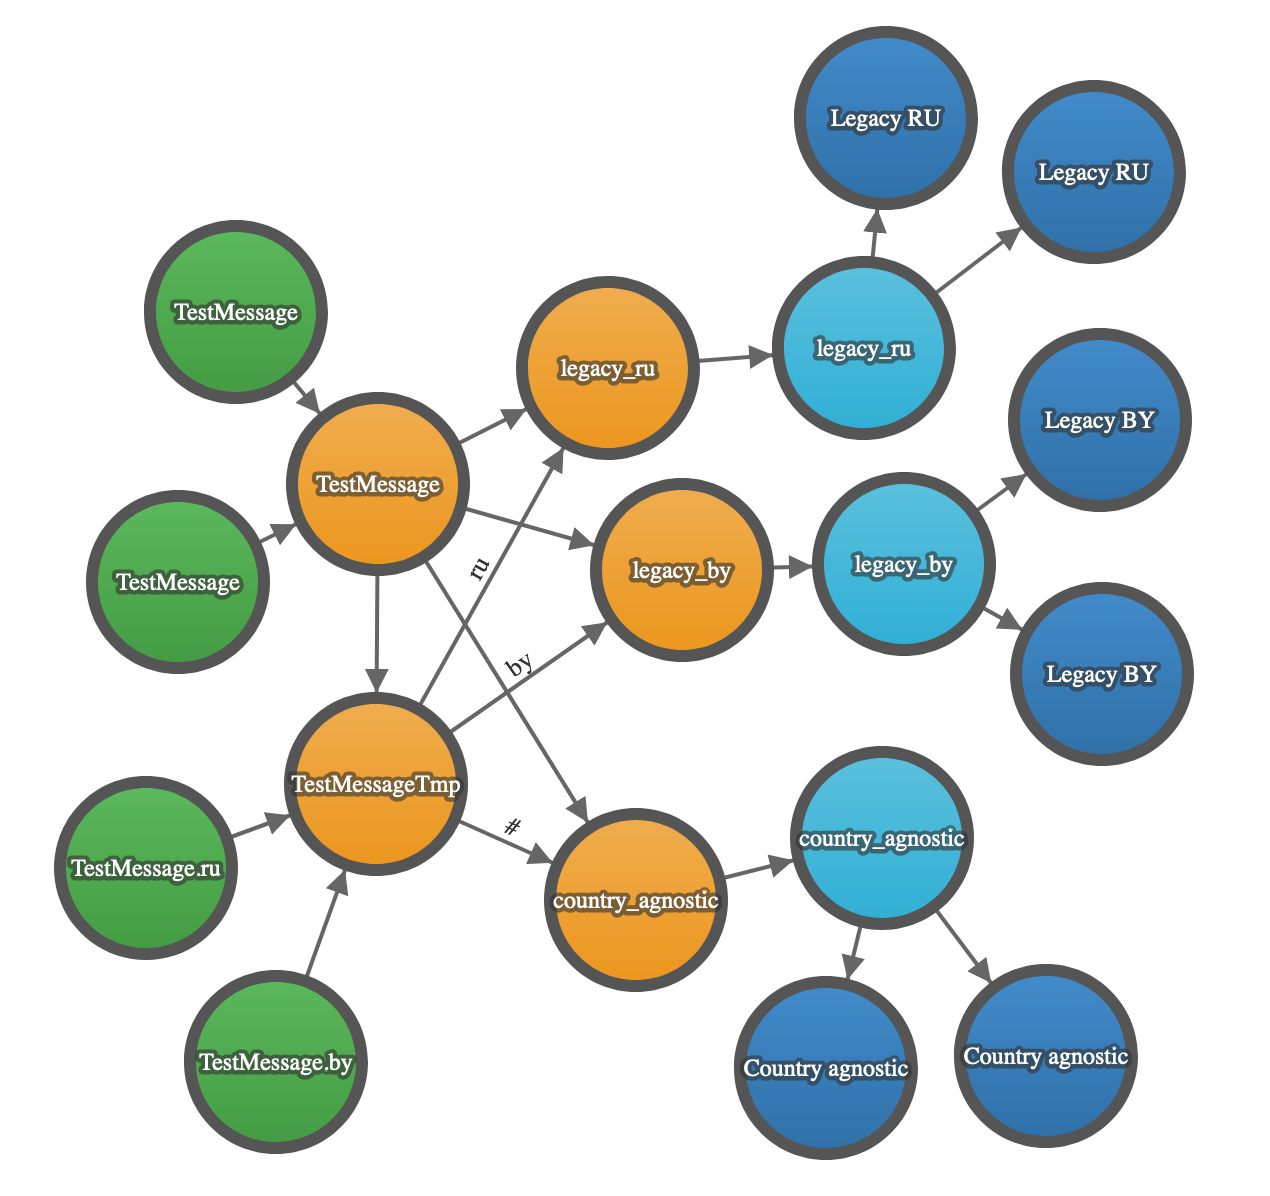 Legacy RU
Legacy RU
TestMessage
legacy_ru
legacy_ru
Legacy BY
TestMessage
legacy_by
legacy_by
TestMessage
ru
by
Legacy BY
TestMessageTmp
#
country_agnostic
TestMessage.ru
country_agnostic
TestMessage.by
Country agnostic
Country agnostic